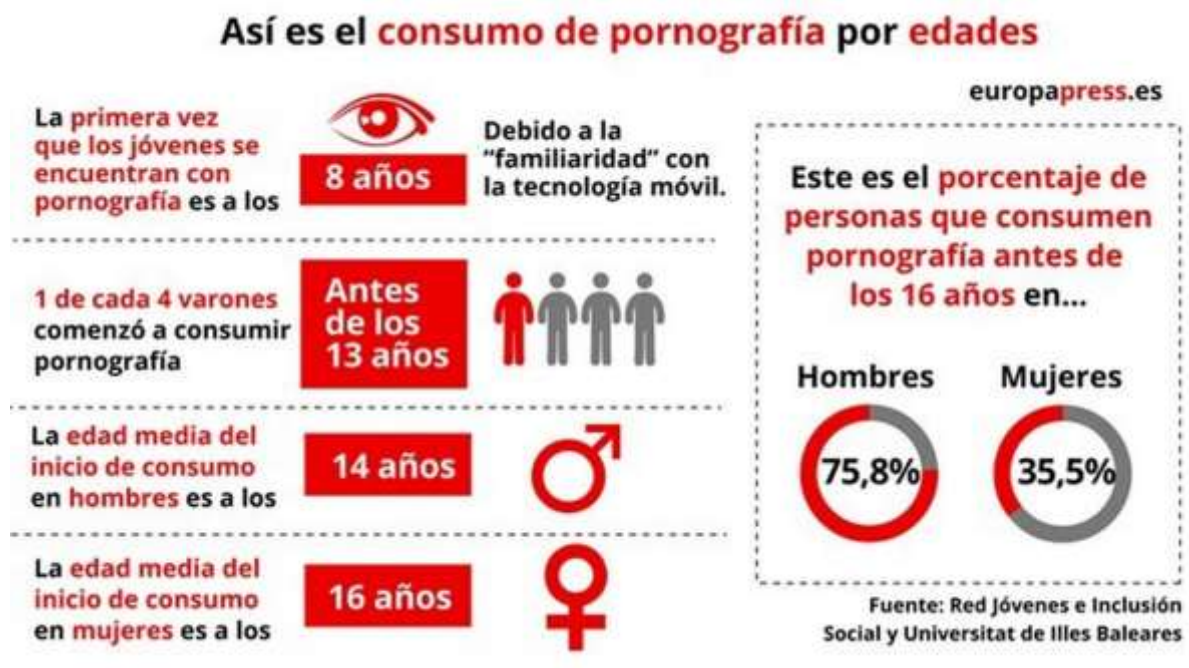 Así es el consumo de pornografía por edades
La primera vez
que los jóvenes se
encuentran con
pornografía es a los
8 años
Debido a la
“familiaridad” con
la tecnología móvil.
1 de cada 4 varones
comenzó a consumir
pornografía
Antes
de los
13 años
La edad media del
inicio de consumo
en hombres es a los
14 años
La edad media del
inicio de consumo
en mujeres es a los
16 años
europapress.es
Este es el porcentaje de
personas que consumen
pornografía antes de
los 16 años en...
Hombres
Mujeres
75,8%
35,5%
Fuente: Red Jóvenes e Inclusión
Social y Universitat de Illes Baleares